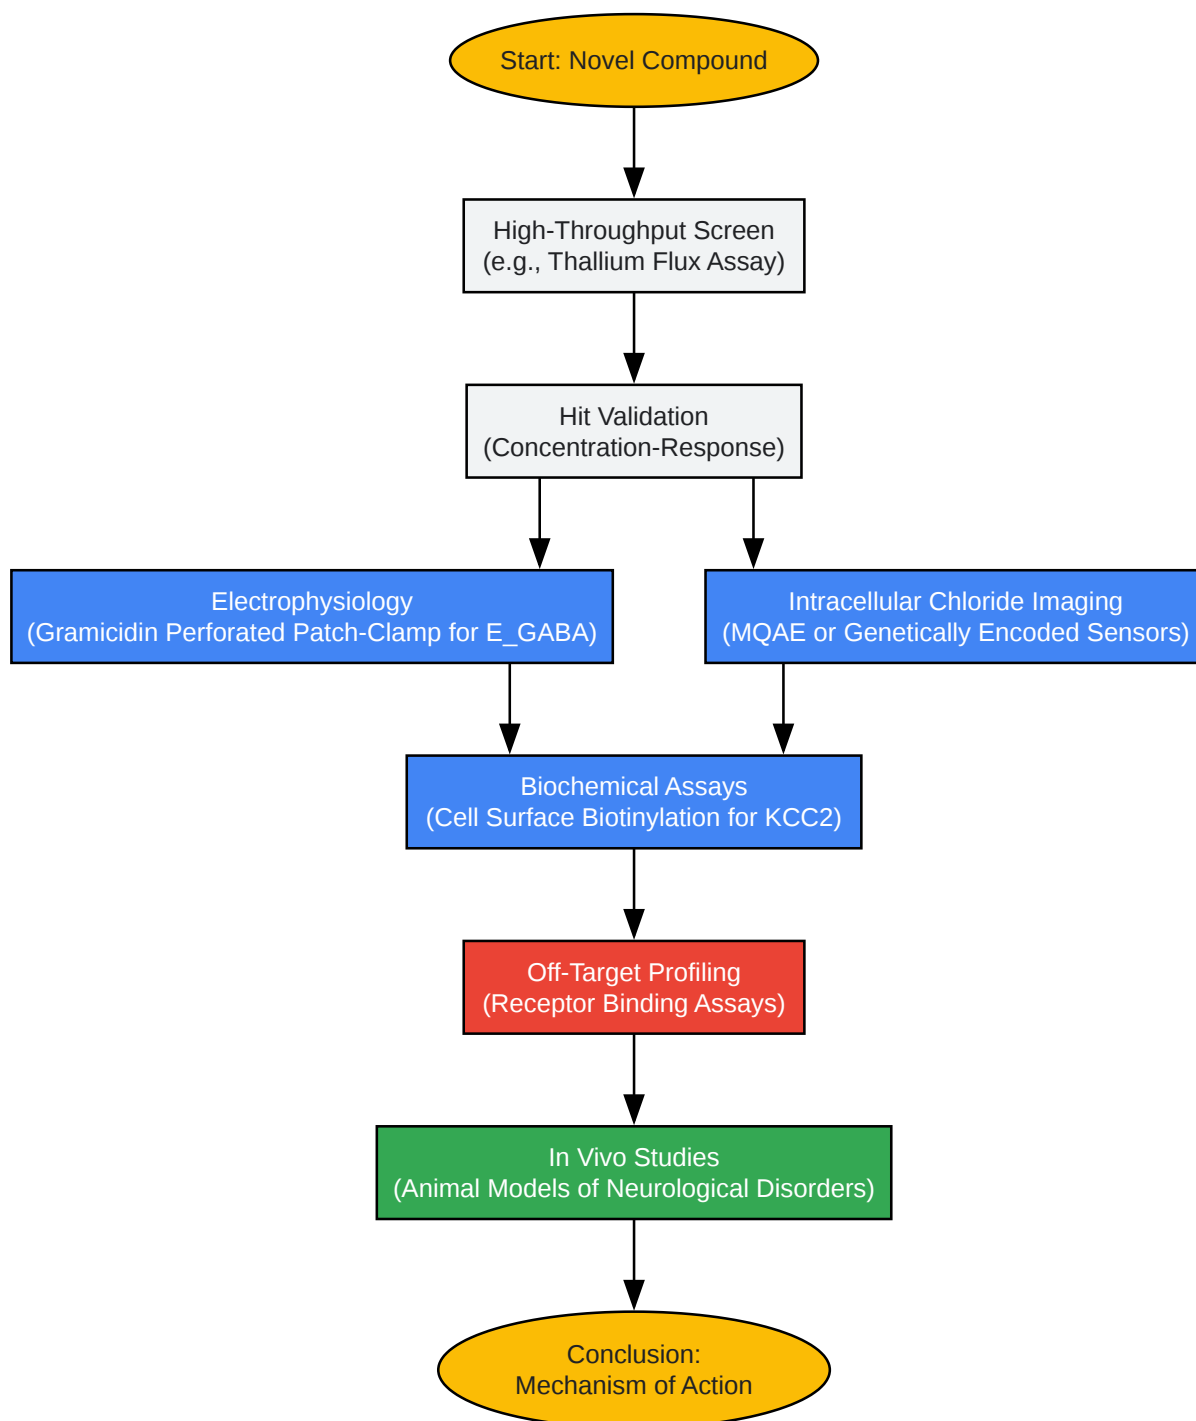 Start: Novel Compound
High-Throughput Screen
(e.g., Thallium Flux Assay)
Hit Validation
(Concentration-Response)
Electrophysiology
(Gramicidin Perforated Patch-Clamp for E_GABA)
Intracellular Chloride Imaging
(MQAE or Genetically Encoded Sensors)
Biochemical Assays
(Cell Surface Biotinylation for KCC2)
Off-Target Profiling
(Receptor Binding Assays)
In Vivo Studies
(Animal Models of Neurological Disorders)
Conclusion:
Mechanism of Action